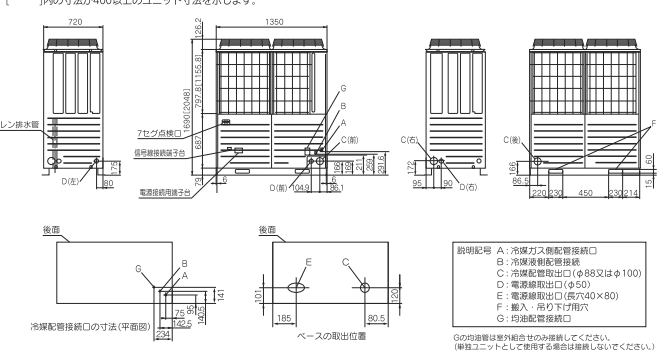 [　　]内の寸法が400以上のユニット寸法を示します。
720
1350
126.2
1690[2048]
797.8[1155.8]
687
79
レン排水管
7セグ点検口
信号線接続端子台
電源接続用端子台
D(左)
175
80
6
6
G
B
A
C(前)
D(前)
104.9
86.1
166
169
211
299
291.6
C(右)
172
95
90
D(右)
C(後)
166
86.5
220
230
450
230
214
F
60
15
後面
G
B
A
75
95
142.5
140.5
141
234
冷媒配管接続口の寸法(平面図)
後面
E
C
101
185
80.5
120
ベースの取出位置
説明記号
A:冷媒ガス側配管接続口
B:冷媒液側配管接続
C:冷媒配管取出口(φ88又はφ100)
D:電源線取出口(φ50)
E:電源線取出口(長穴40×80)
F:搬入・吊り下げ用穴
G:均油配管接続口
Gの均油管は室外組合せのみ接続してください。
(単独ユニットとして使用する場合は接続しないでください。)